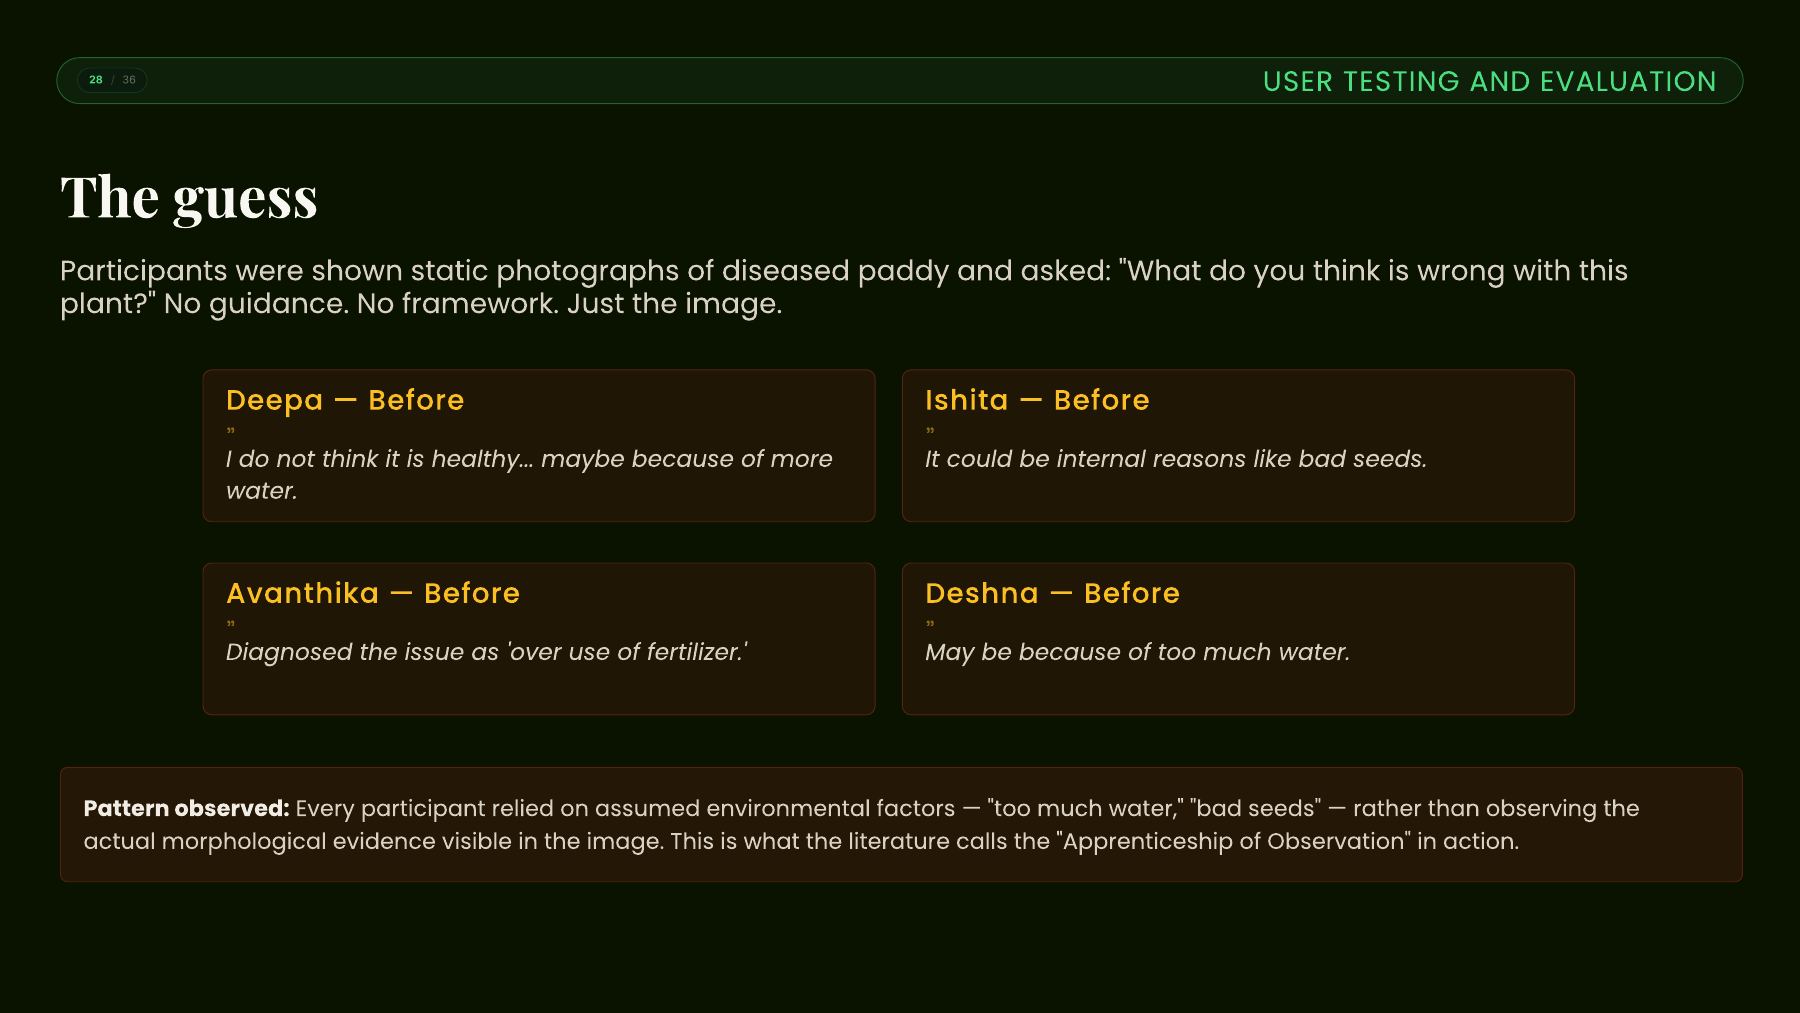 28 / 36
USER TESTING AND EVALUATION
The guess
Participants were shown static photographs of diseased paddy and asked: "What do you think is wrong with this
plant?" No guidance. No framework. Just the image.
Deepa — Before
”
I do not think it is healthy... maybe because of more
water.
Ishita — Before
”
It could be internal reasons like bad seeds.
Avanthika — Before
”
Diagnosed the issue as 'over use of fertilizer.'
Deshna — Before
”
May be because of too much water.
Pattern observed: Every participant relied on assumed environmental factors — "too much water," "bad seeds" — rather than observing the
actual morphological evidence visible in the image. This is what the literature calls the "Apprenticeship of Observation" in action.